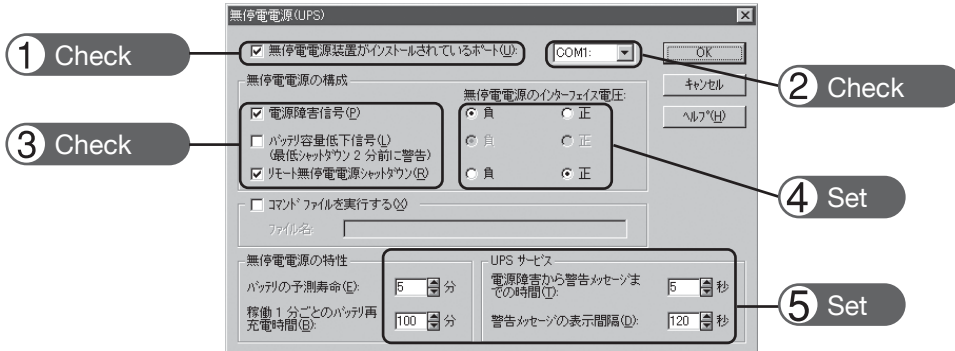 無停電電源(UPS)
① Check
無停電電源装置がインストールされているポート(U):
COM1:
OK
② Check
無停電電源の構成
無停電電源のインターフェイス電圧:
キャンセル
電源障害信号(P)
負
正
ヘルプ(H)
③ Check
バッテリ容量低下信号(L)
(最低シャットダウン 2 分前に警告)
負
正
リモート無停電電源シャットダウン(R)
負
正
④ Set
コマンド ファイルを実行する(X)
ファイル名:
無停電電源の特性
UPS サービス
バッテリの予測寿命(E):
5
分
電源障害から警告メッセージま
での時間(T):
5
秒
稼働 1 分ごとのバッテリ再
充電時間(B):
100
分
警告メッセージの表示間隔(D):
120
秒
⑤ Set